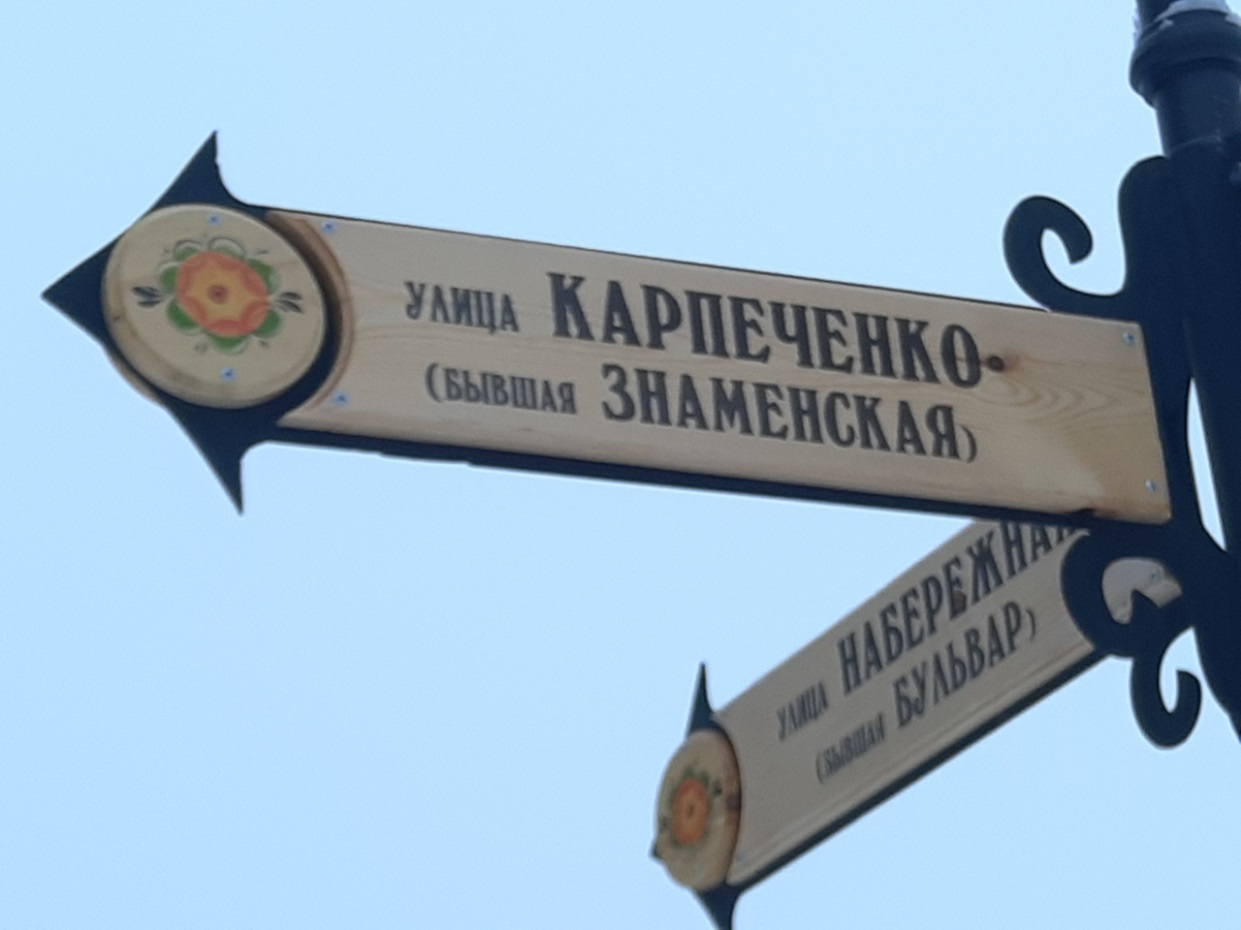 УЛИЦА КАРПЕЧЕНКО
(БЫВШАЯ ЗНАМЕНСКАЯ)
УЛИЦА НАБЕРЕЖНАЯ
(БЫВШАЯ БУЛЬВАР)